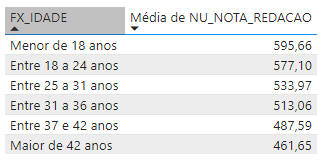 FX_IDADE Média de NU_NOTA_REDACAO
Menor de 18 anos 595,66
Entre 18 a 24 anos 577,10
Entre 25 a 31 anos 533,97
Entre 31 a 36 anos 513,06
Entre 37 e 42 anos 487,59
Maior de 42 anos 461,65